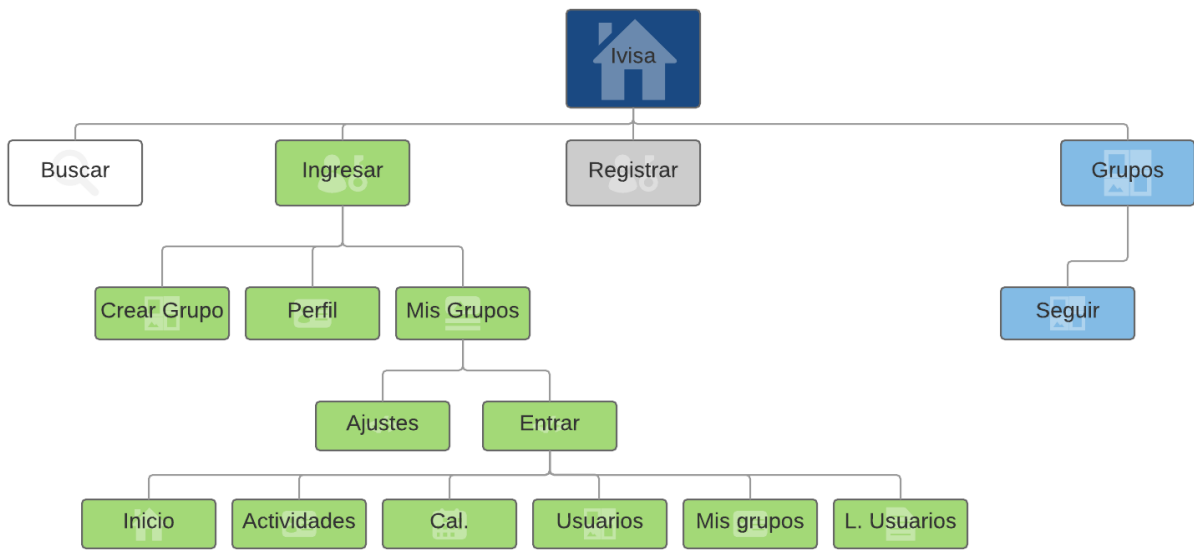 Ivisa
Buscar
Ingresar
Registrar
Grupos
Crear Grupo
Perfil
Mis Grupos
Seguir
Ajustes
Entrar
Inicio
Actividades
Cal.
Usuarios
Mis grupos
L. Usuarios